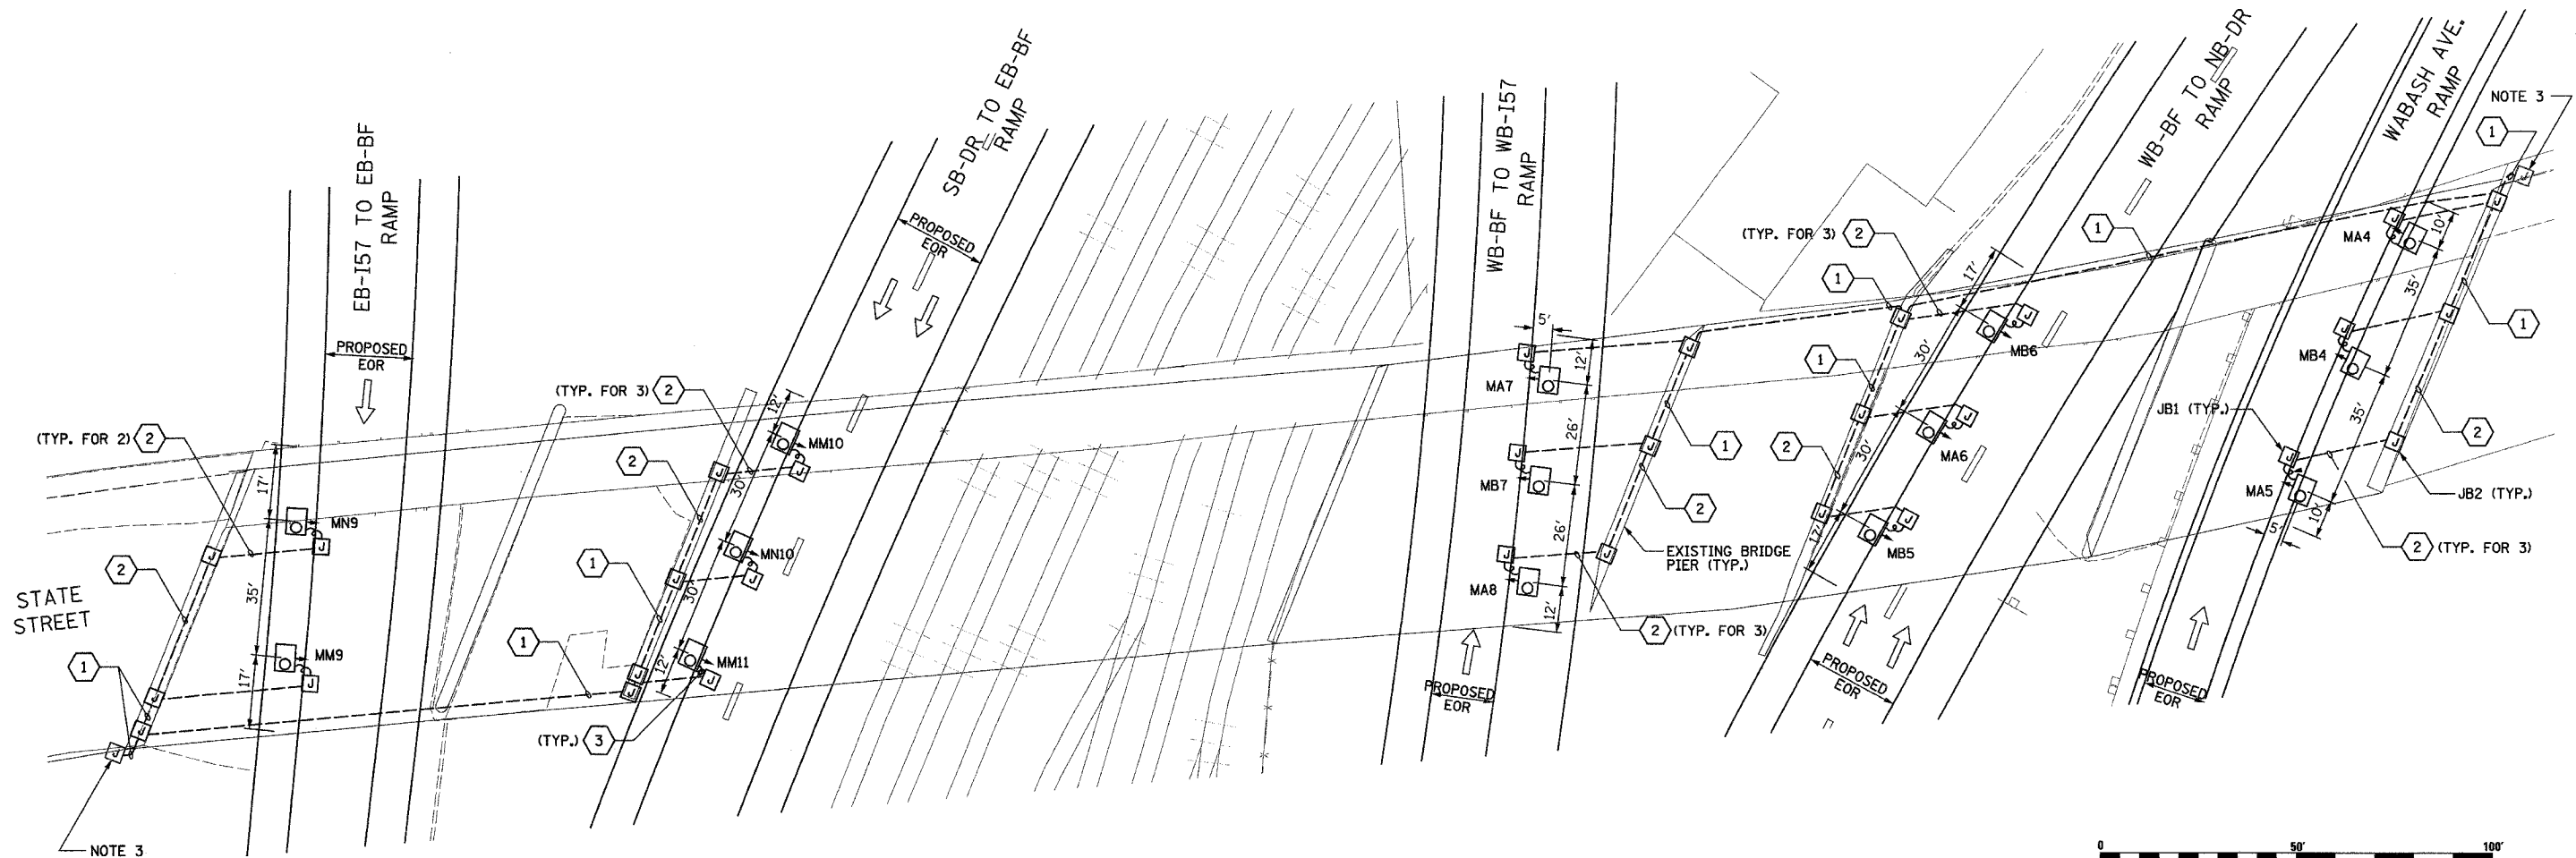 EB-I57 TO EB-BF
RAMP
PROPOSED
EOR
(TYP. FOR 2) 2
17'
MN9
2
35'
STATE
STREET
MM9
1
17'
NOTE 3
SB-DR TO EB-BF
RAMP
PROPOSED
EOR
(TYP. FOR 3) 2
12'
MM10
2
30'
MN10
1
30'
1
12'
MM11
(TYP.) 3
WB-BF TO WB-I57
RAMP
5'
12'
MA7
26'
1
MB7
2
26'
EXISTING BRIDGE
PIER (TYP.)
MA8
12'
2 (TYP. FOR 3)
PROPOSED
EOR
WB-BF TO NB-DR
RAMP
(TYP. FOR 3) 2
1
1
17'
MB6
30'
1
MA6
2
30'
17'
MB5
PROPOSED
EOR
WABASH AVE.
RAMP
NOTE 3
1
MA4
10'
35'
1
MB4
JB1 (TYP.)
35'
2
MA5
JB2 (TYP.)
10'
5'
2 (TYP. FOR 3)
PROPOSED
EOR
0 50' 100'